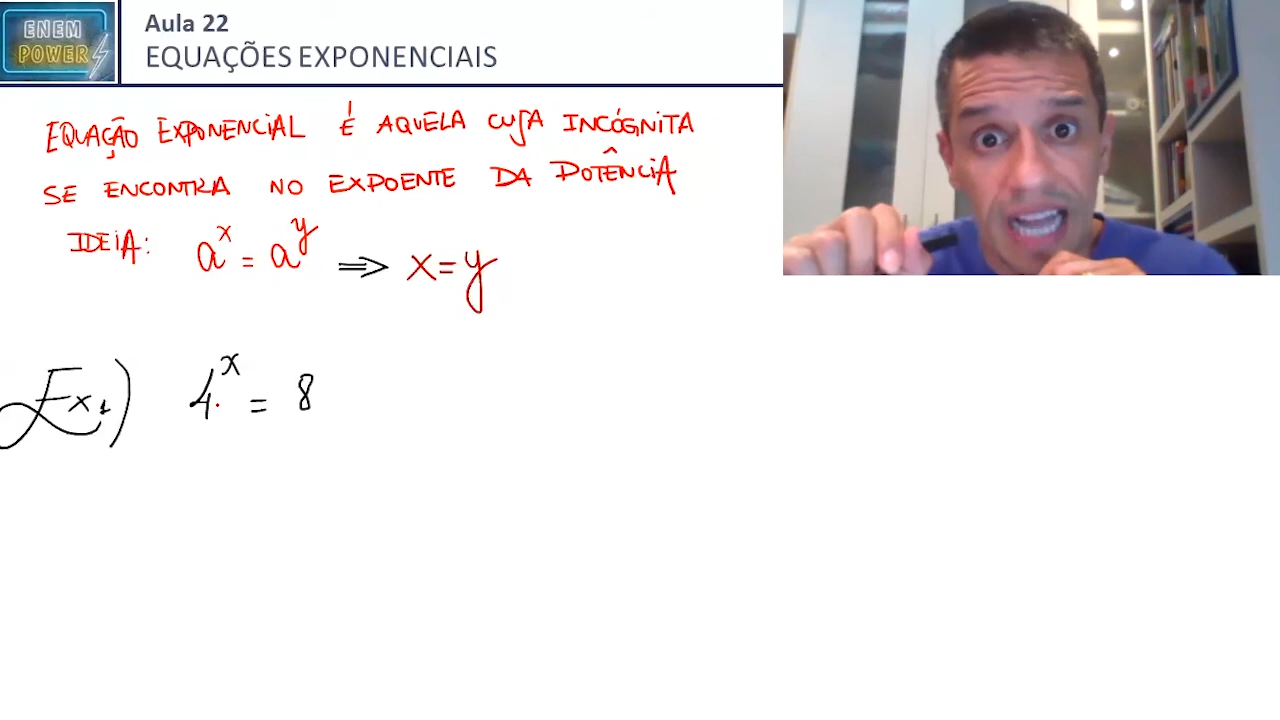 ENEM
POWER
Aula 22
EQUAÇÕES EXPONENCIAIS
EQUAÇÃO EXPONENCIAL É AQUELA CUJA INCÓGNITA
SE ENCONTRA NO EXPOENTE DA POTÊNCIA
IDEIA: a^x = a^y ⇒ x=y
Ex1) 4^x = 8